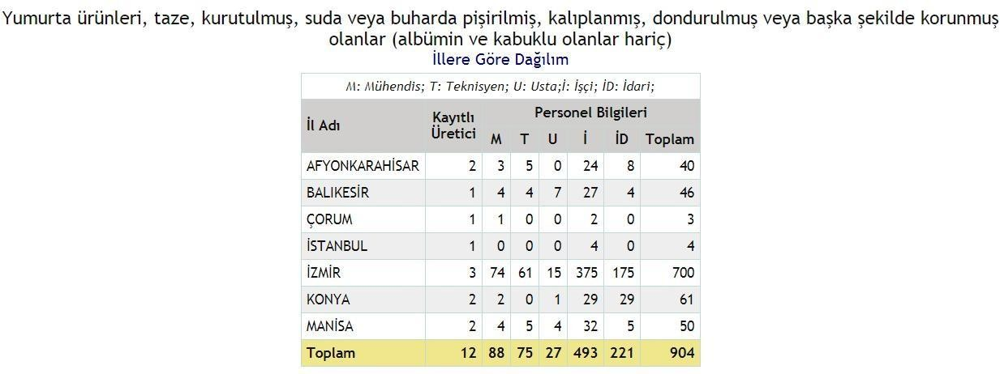 Yumurta ürünleri, taze, kurutulmuş, suda veya buharda pişirilmiş, kalıplanmış, dondurulmuş veya başka şekilde korunmuş
olanlar (albümin ve kabuklu olanlar hariç)
İllere Göre Dağılım
M: Mühendis; T: Teknisyen; U: Usta;İ: İşçi; İD: İdari;
İl Adı Kayıtlı Üretici Personel Bilgileri
M T U İ İD Toplam
AFYONKARAHİSAR 2 3 5 0 24 8 40
BALIKESİR 1 4 4 7 27 4 46
ÇORUM 1 1 0 0 2 0 3
İSTANBUL 1 0 0 0 4 0 4
İZMİR 3 74 61 15 375 175 700
KONYA 2 2 0 1 29 29 61
MANİSA 2 4 5 4 32 5 50
Toplam 12 88 75 27 493 221 904